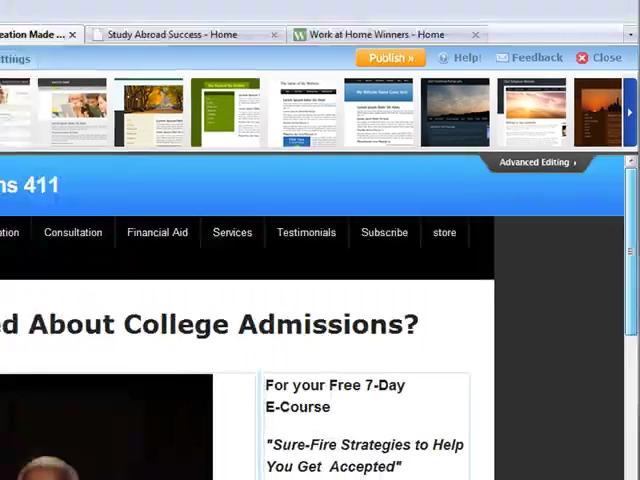 eation Made ...
Study Abroad Success - Home
Work at Home Winners - Home
ttings
Publish »
Help!
Feedback
Close
Advanced Editing
ns 411
ation
Consultation
Financial Aid
Services
Testimonials
Subscribe
store
ed About College Admissions?
For your Free 7-Day
E-Course
"Sure-Fire Strategies to Help
You Get Accepted"